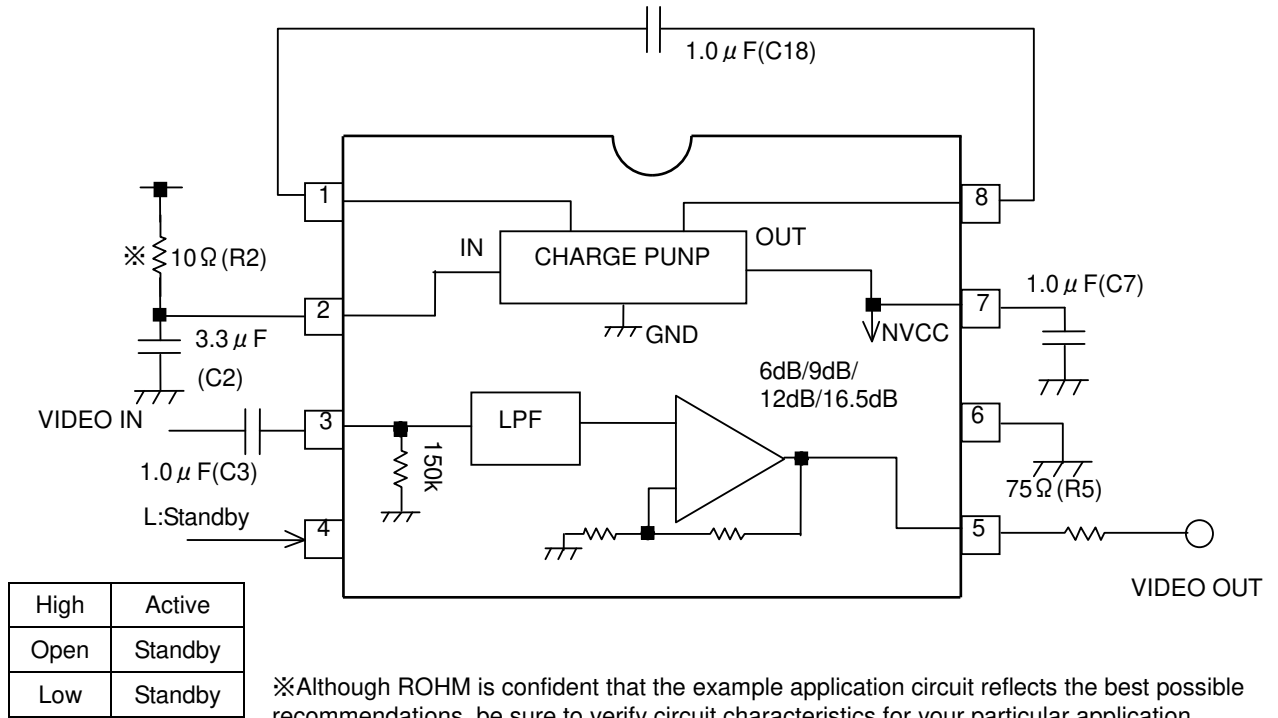 1.0μF(C18)
1
8
※ 10Ω(R2)
IN
CHARGE PUNP
OUT
1.0μF(C7)
2
7
3.3μF
(C2)
GND
NVCC
6dB/9dB/
12dB/16.5dB
VIDEO IN
3
LPF
6
150k
1.0μF(C3)
75Ω(R5)
L:Standby
4
5
VIDEO OUT
High Active
Open Standby
Low Standby
※Although ROHM is confident that the example application circuit reflects the best possible
recommendations, be sure to verify circuit characteristics for your particular application.